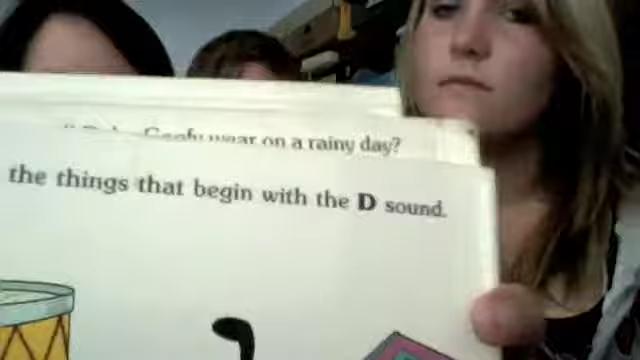 wear on a rainy day?
the things that begin with the D sound.